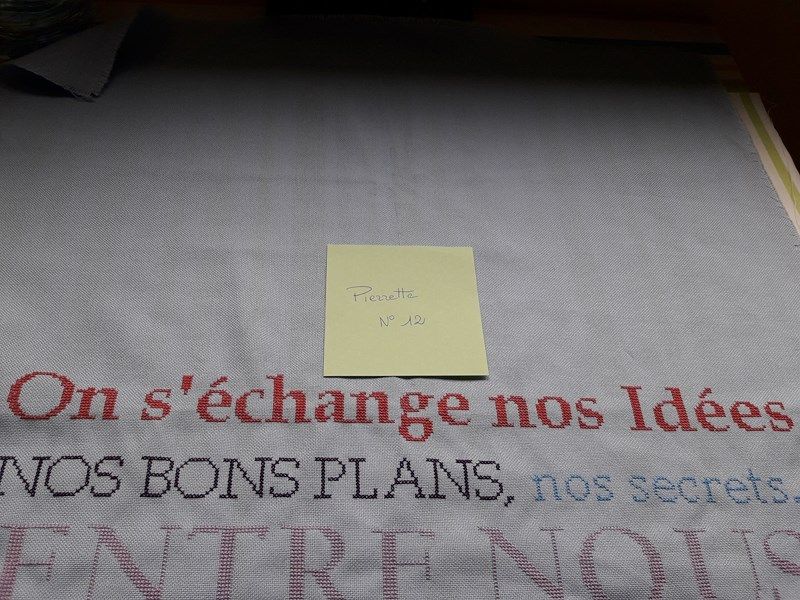 Pierrette
N° 12
On s'échange nos Idées
NOS BONS PLANS, nos secrets.
ENTRE NOUS